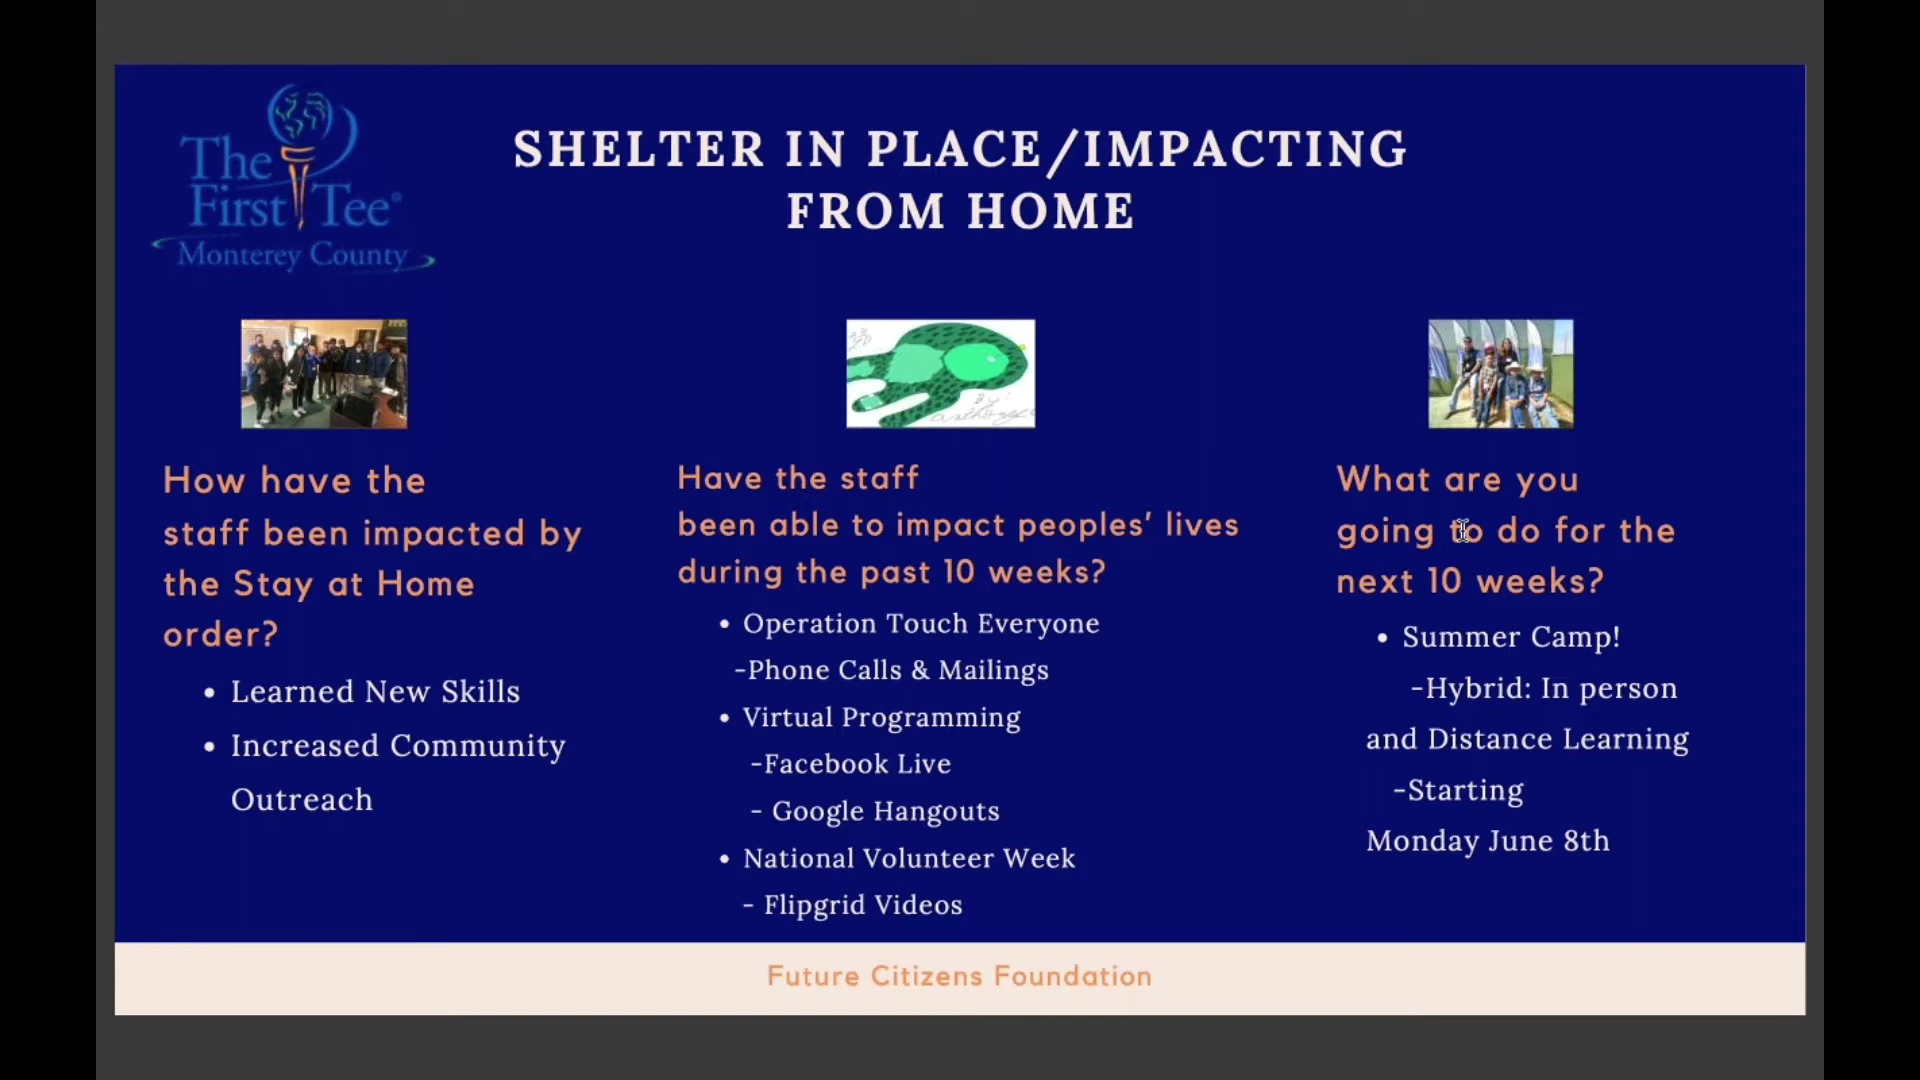 The
First Tee®
Monterey County
SHELTER IN PLACE/IMPACTING
FROM HOME
How have the
staff been impacted by
the Stay at Home
order?
• Learned New Skills
• Increased Community
Outreach
Have the staff
been able to impact peoples’ lives
during the past 10 weeks?
• Operation Touch Everyone
-Phone Calls & Mailings
• Virtual Programming
-Facebook Live
- Google Hangouts
• National Volunteer Week
- Flipgrid Videos
What are you
going to do for the
next 10 weeks?
• Summer Camp!
-Hybrid: In person
and Distance Learning
-Starting
Monday June 8th
Future Citizens Foundation